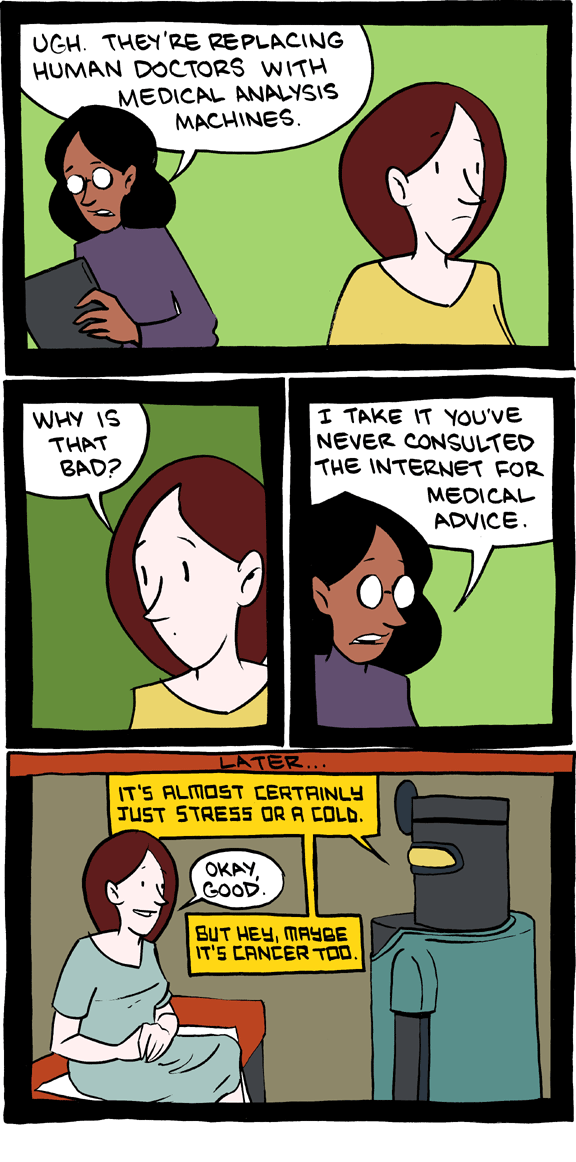 UGH. THEY'RE REPLACING
HUMAN DOCTORS WITH
MEDICAL ANALYSIS
MACHINES.
WHY IS
THAT
BAD?
I TAKE IT YOU'VE
NEVER CONSULTED
THE INTERNET FOR
MEDICAL
ADVICE.
LATER...
IT'S ALMOST CERTAINLY
JUST STRESS OR A COLD.
OKAY,
GOOD.
BUT HEY, MAYBE
IT'S CANCER TOO.